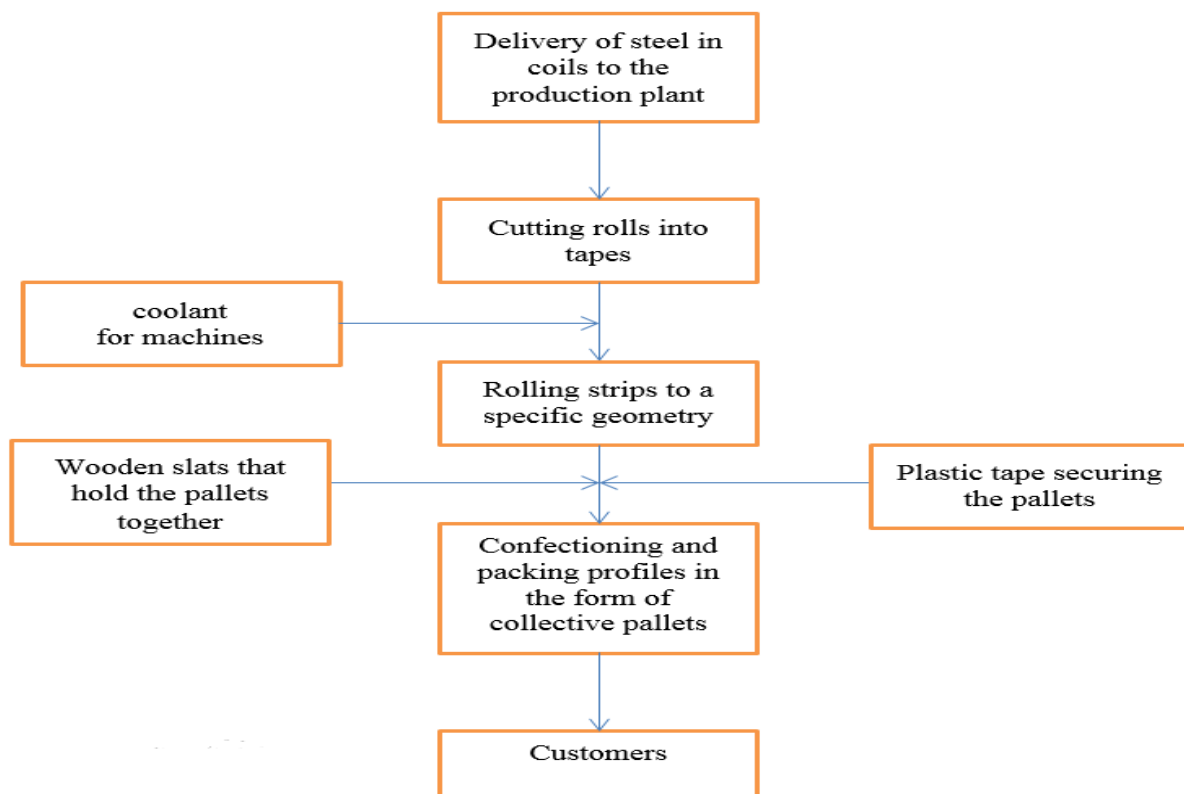 Delivery of steel in
coils to the
production plant
Cutting rolls into
tapes
coolant
for machines
Rolling strips to a
specific geometry
Wooden slats that
hold the pallets
together
Plastic tape securing
the pallets
Confectioning and
packing profiles in
the form of
collective pallets
Customers